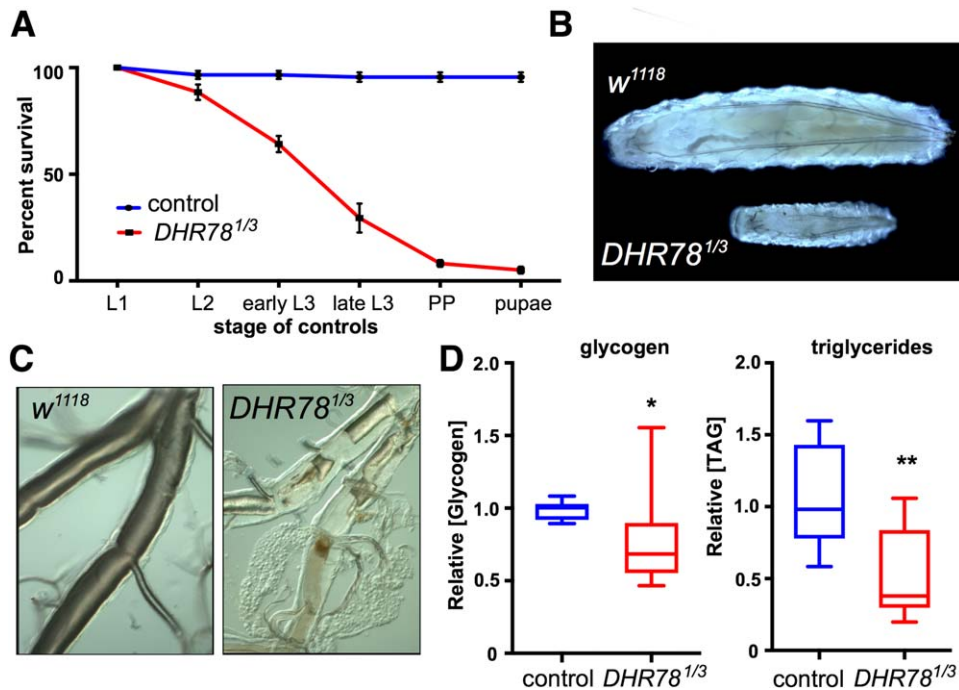 A
100
50
0
Percent survival
control
DHR78^1/3
L1 L2 early L3 late L3 PP pupae
stage of controls
B
w^1118
DHR78^1/3
C
w^1118
DHR78^1/3
D
glycogen
2.0
1.5
1.0
0.5
0.0
Relative [Glycogen]
*
control DHR78^1/3
triglycerides
2.0
1.5
1.0
0.5
0.0
Relative [TAG]
**
control DHR78^1/3